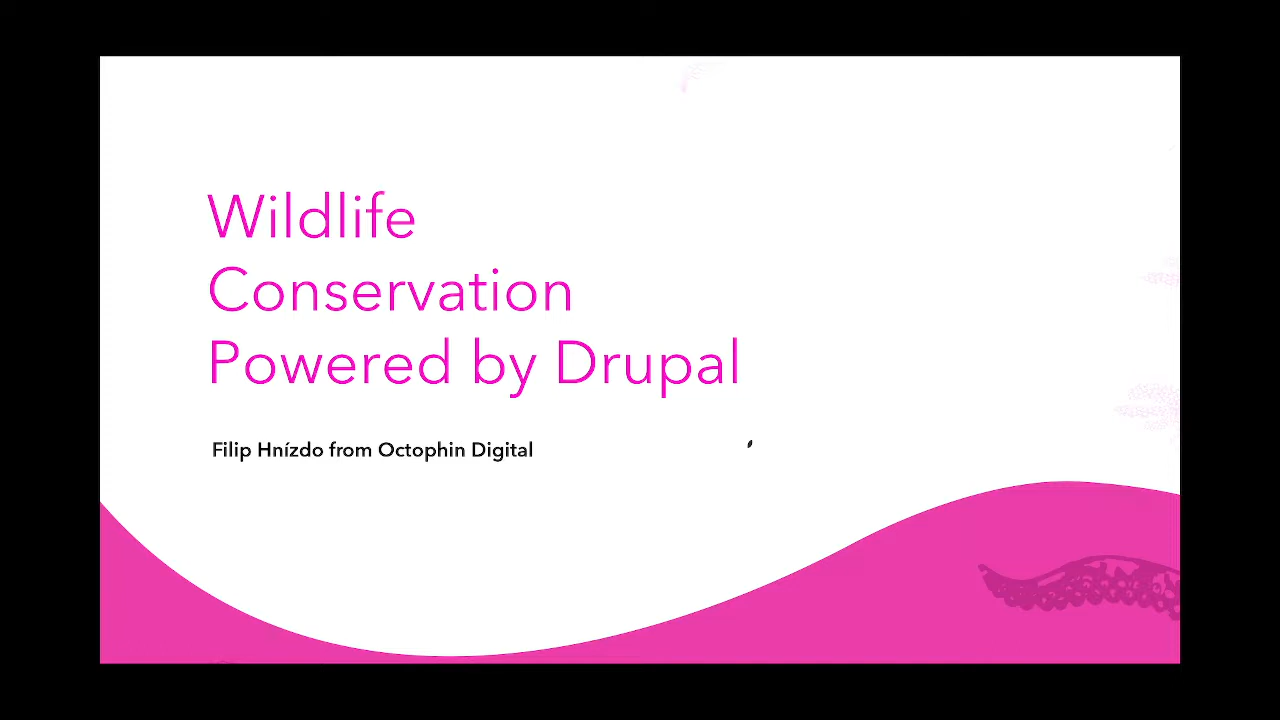 Wildlife
Conservation
Powered by Drupal
Filip Hnízdo from Octophin Digital